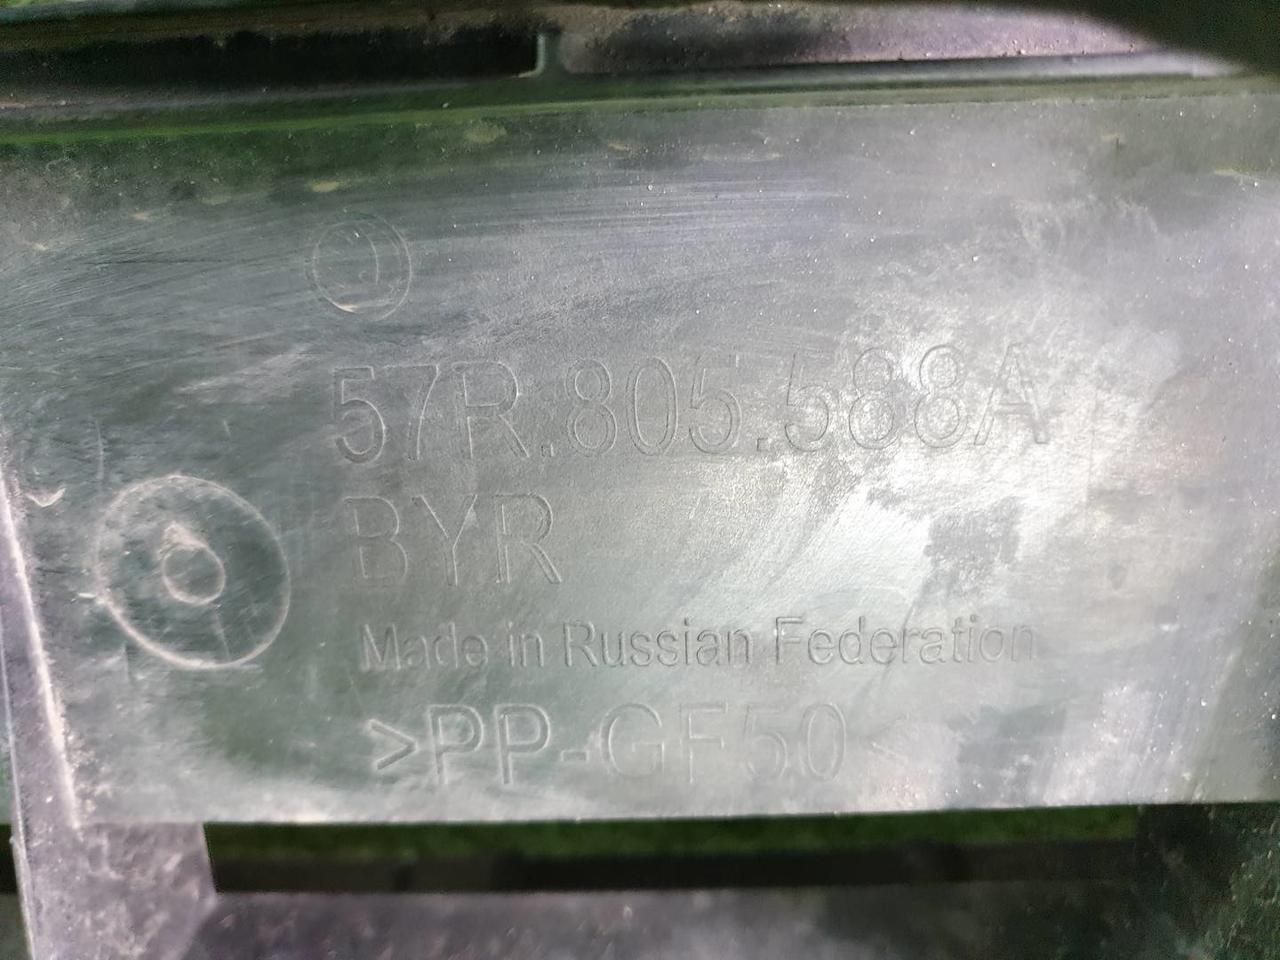 57R.805.588A
BYR
Made in Russian Federation
>PP-GF50<